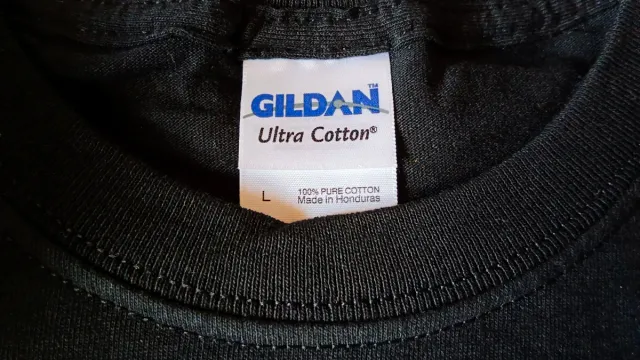 GILDAN™
Ultra Cotton®
L
100% PURE COTTON
Made in Honduras